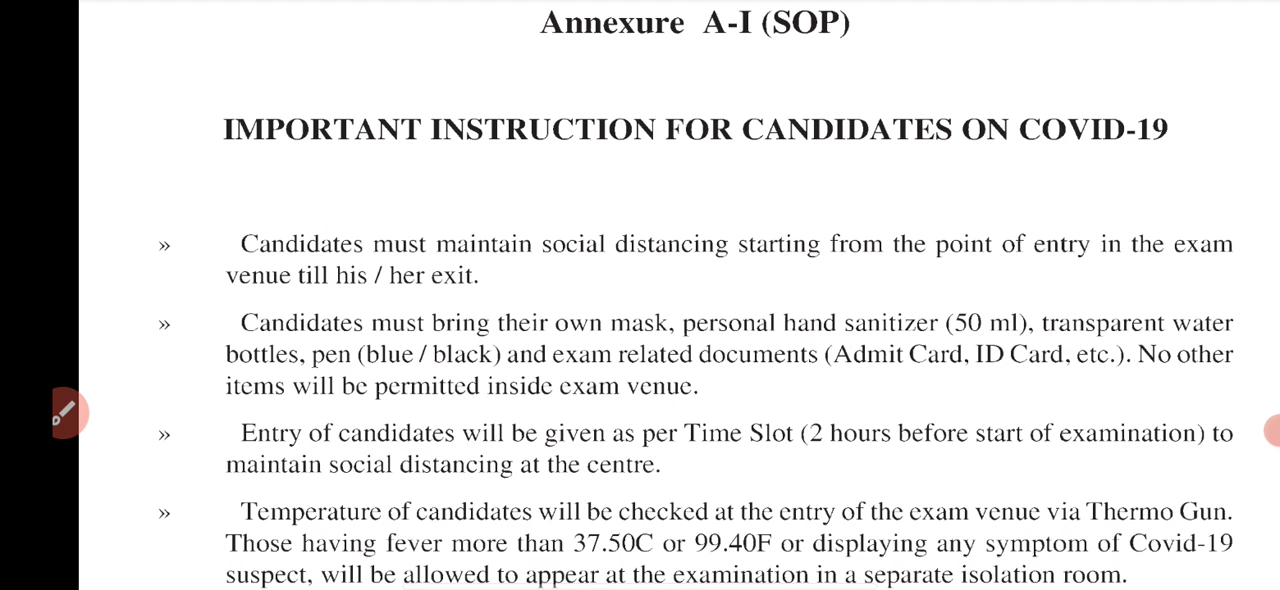 Annexure A-I (SOP)
IMPORTANT INSTRUCTION FOR CANDIDATES ON COVID-19
» Candidates must maintain social distancing starting from the point of entry in the exam
venue till his / her exit.
» Candidates must bring their own mask, personal hand sanitizer (50 ml), transparent water
bottles, pen (blue / black) and exam related documents (Admit Card, ID Card, etc.). No other
items will be permitted inside exam venue.
» Entry of candidates will be given as per Time Slot (2 hours before start of examination) to
maintain social distancing at the centre.
» Temperature of candidates will be checked at the entry of the exam venue via Thermo Gun.
Those having fever more than 37.50C or 99.40F or displaying any symptom of Covid-19
suspect, will be allowed to appear at the examination in a separate isolation room.